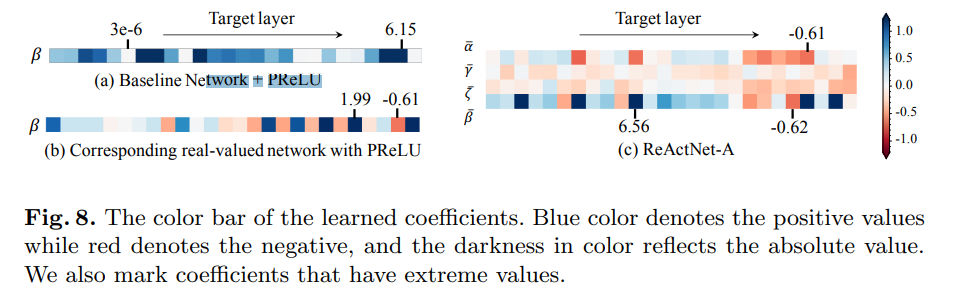 Target layer
3e-6
6.15
β
(a) Baseline Network + PReLU
1.99 -0.61
β
(b) Corresponding real-valued network with PReLU
Target layer
-0.61
ᾱ
γ̄
ζ̄
β̄
6.56
-0.62
(c) ReActNet-A
1.0
0.5
0.0
-0.5
-1.0
Fig. 8. The color bar of the learned coefficients. Blue color denotes the positive values
while red denotes the negative, and the darkness in color reflects the absolute value.
We also mark coefficients that have extreme values.